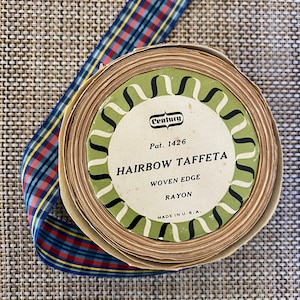 Century
Pat. 1426
HAIRBOW TAFFETA
WOVEN EDGE
RAYON
MADE IN U.S.A.